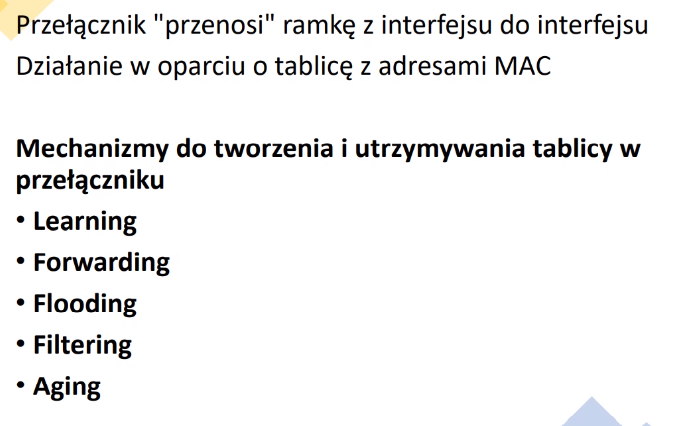 Przełącznik "przenosi" ramkę z interfejsu do interfejsu
Działanie w oparciu o tablicę z adresami MAC
Mechanizmy do tworzenia i utrzymywania tablicy w
przełączniku
• Learning
• Forwarding
• Flooding
• Filtering
• Aging